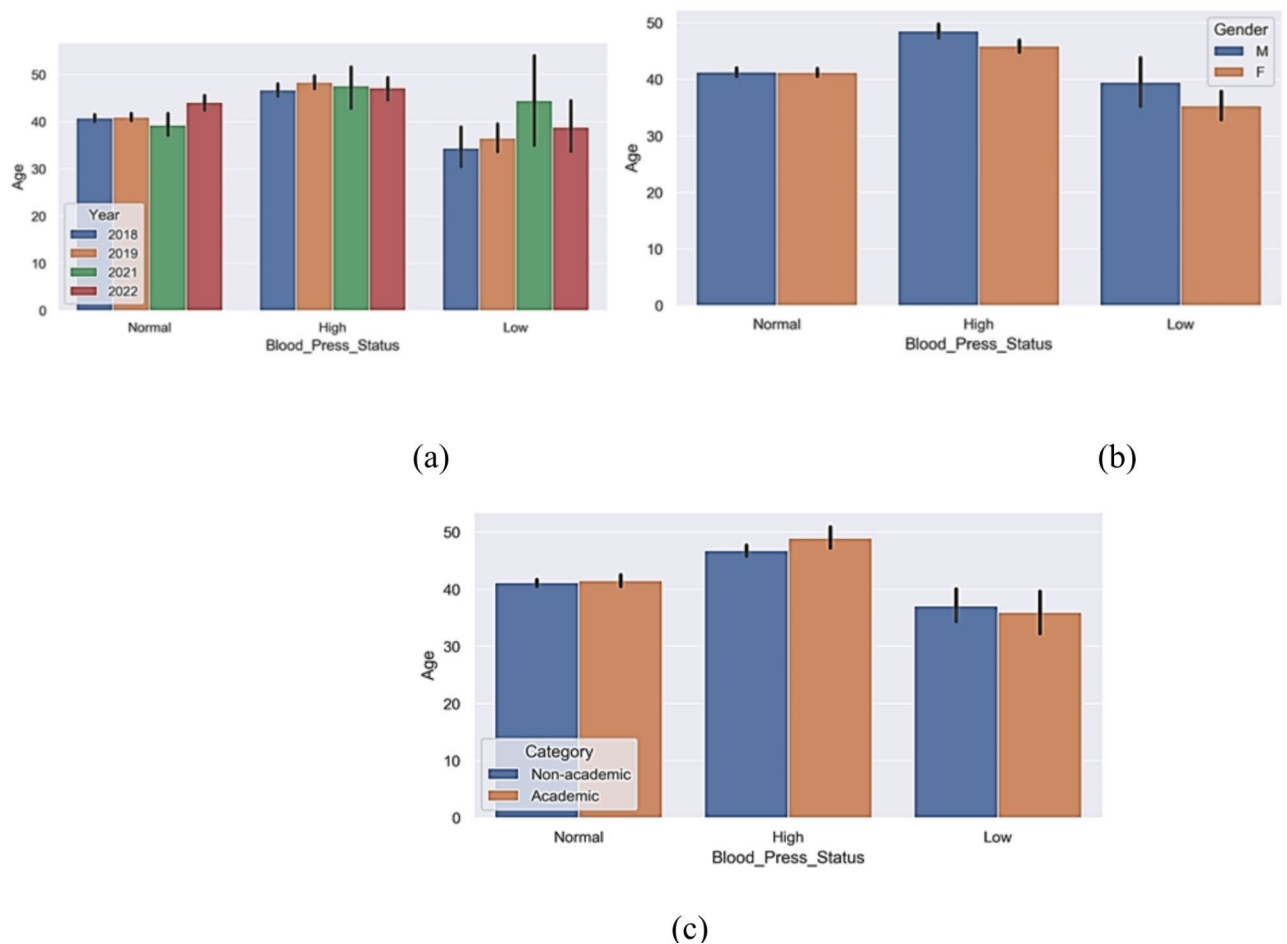 50
40
30
20
10
0
Age
Year
2018
2019
2021
2022
Normal
High
Low
Blood_Press_Status
(a)
50
40
30
20
10
0
Age
Gender
M
F
Normal
High
Low
Blood_Press_Status
(b)
50
40
30
20
10
0
Age
Category
Non-academic
Academic
Normal
High
Low
Blood_Press_Status
(c)